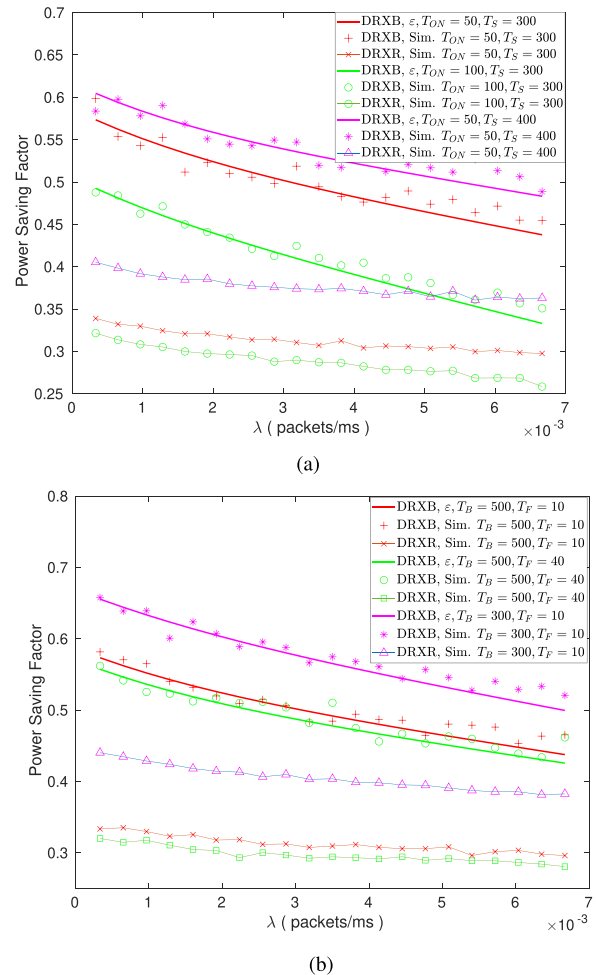 0.7
0.65
0.6
0.55
0.5
0.45
0.4
0.35
0.3
0.25
Power Saving Factor
DRXB, ε, T_ON = 50, T_S = 300
DRXB, Sim. T_ON = 50, T_S = 300
DRXR, Sim. T_ON = 50, T_S = 300
DRXB, ε, T_ON = 100, T_S = 300
DRXB, Sim. T_ON = 100, T_S = 300
DRXR, Sim. T_ON = 100, T_S = 300
DRXB, ε, T_ON = 50, T_S = 400
DRXB, Sim. T_ON = 50, T_S = 400
DRXR, Sim. T_ON = 50, T_S = 400
0 1 2 3 4 5 6 7
λ ( packets/ms )
×10⁻³
(a)
0.8
0.7
0.6
0.5
0.4
0.3
Power Saving Factor
DRXB, ε, T_B = 500, T_F = 10
DRXB, Sim. T_B = 500, T_F = 10
DRXR, Sim. T_B = 500, T_F = 10
DRXB, ε, T_B = 500, T_F = 40
DRXB, Sim. T_B = 500, T_F = 40
DRXR, Sim. T_B = 500, T_F = 40
DRXB, ε, T_B = 300, T_F = 10
DRXB, Sim. T_B = 300, T_F = 10
DRXR, Sim. T_B = 300, T_F = 10
0 1 2 3 4 5 6 7
λ ( packets/ms )
×10⁻³
(b)